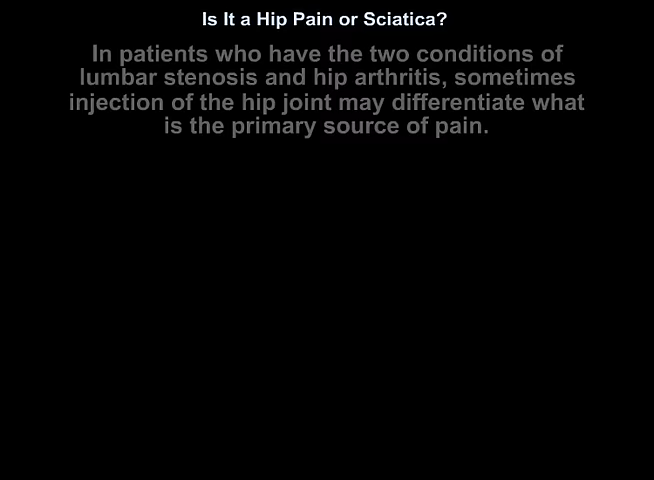 Is It a Hip Pain or Sciatica?
In patients who have the two conditions of
lumbar stenosis and hip arthritis, sometimes
injection of the hip joint may differentiate what
is the primary source of pain.